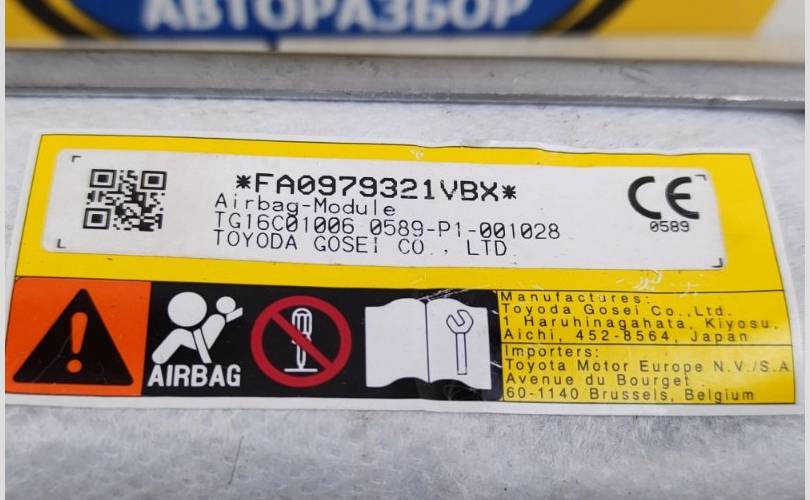 АВТОРАЗБОР
*FA0979321VBX*
Airbag-Module
TG16C01006 0589-P1-001028
TOYODA GOSEI CO., LTD
CE
0589
AIRBAG
Manufactures:
Toyoda Gosei Co.,Ltd.
1 Haruhinagahata, Kiyosu,
Aichi, 452-8564, Japan
Importers:
Toyota Motor Europe N.V./S.A
Avenue du Bourget
60-1140 Brussels, Belgium